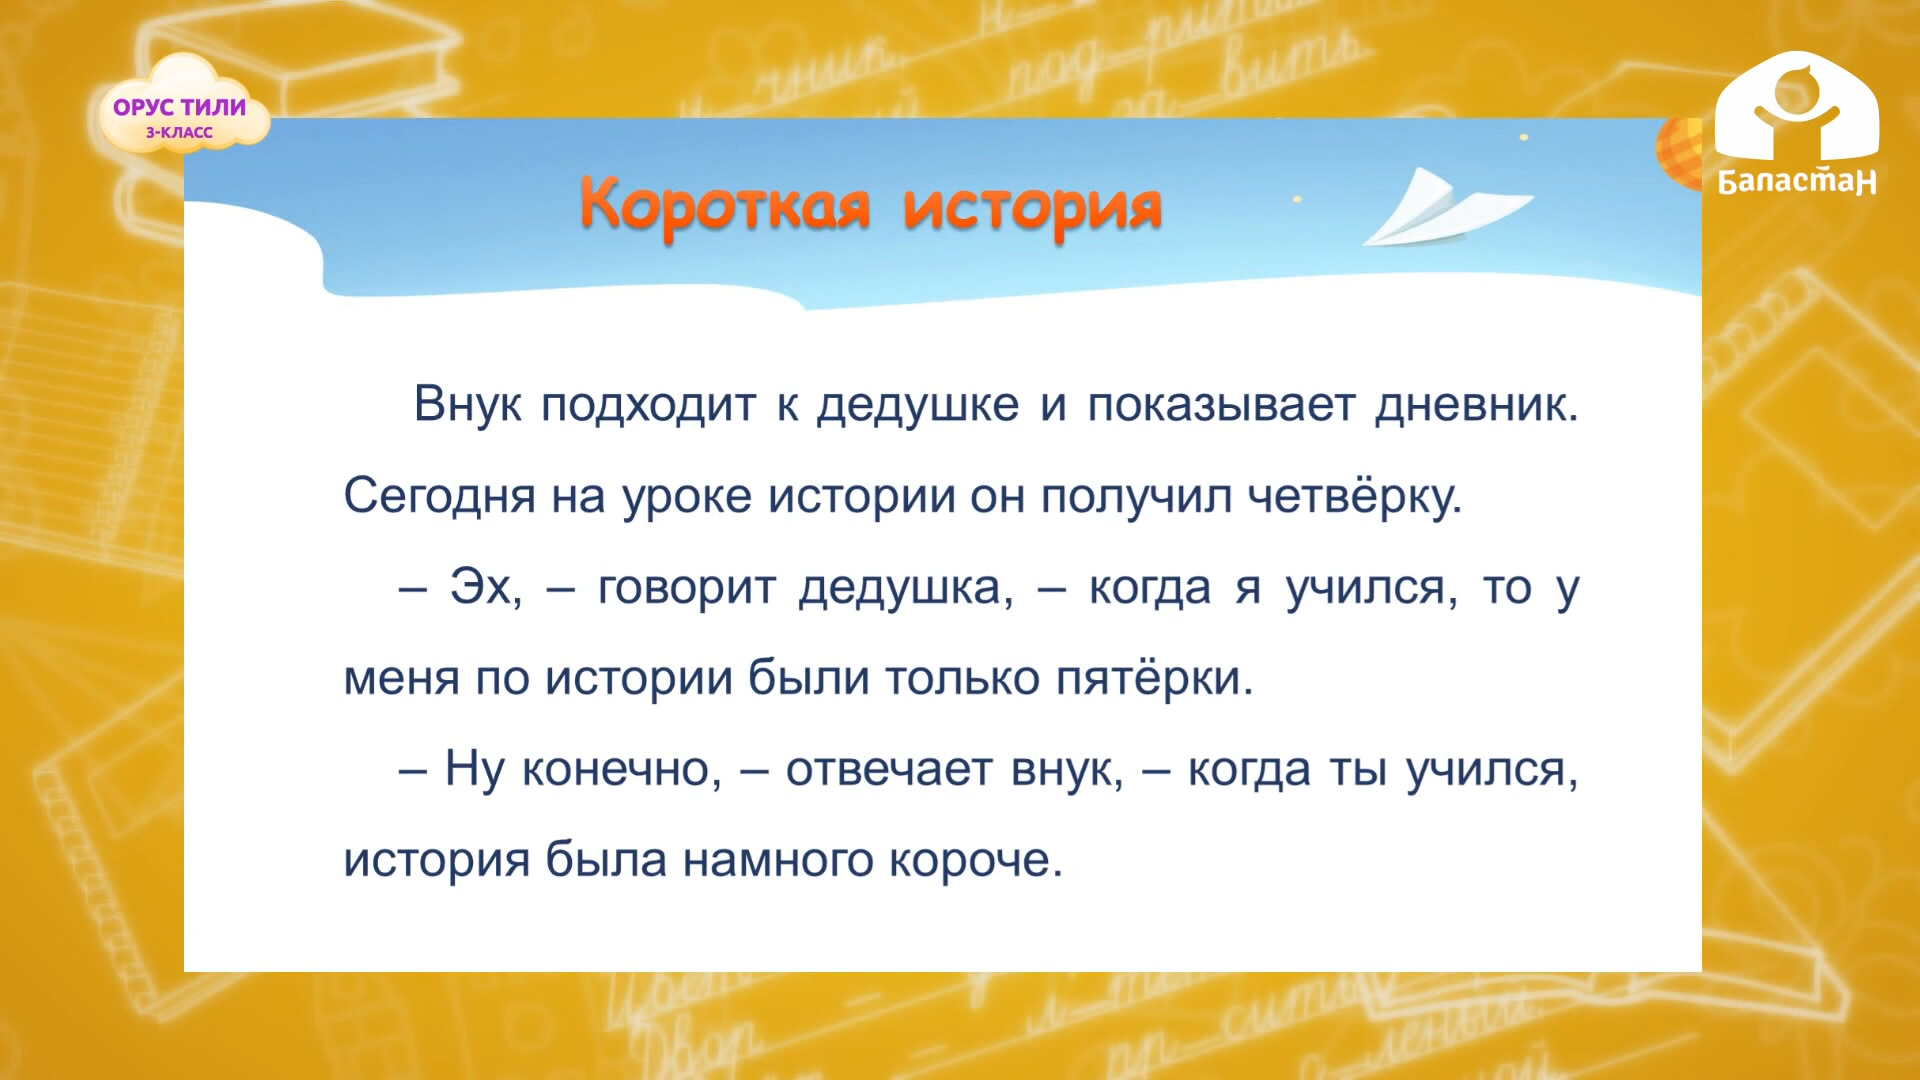 ОРУС ТИЛИ
3-КЛАСС
Баластан
Короткая история
Внук подходит к дедушке и показывает дневник.
Сегодня на уроке истории он получил четвёрку.
– Эх, – говорит дедушка, – когда я учился, то у
меня по истории были только пятёрки.
– Ну конечно, – отвечает внук, – когда ты учился,
история была намного короче.